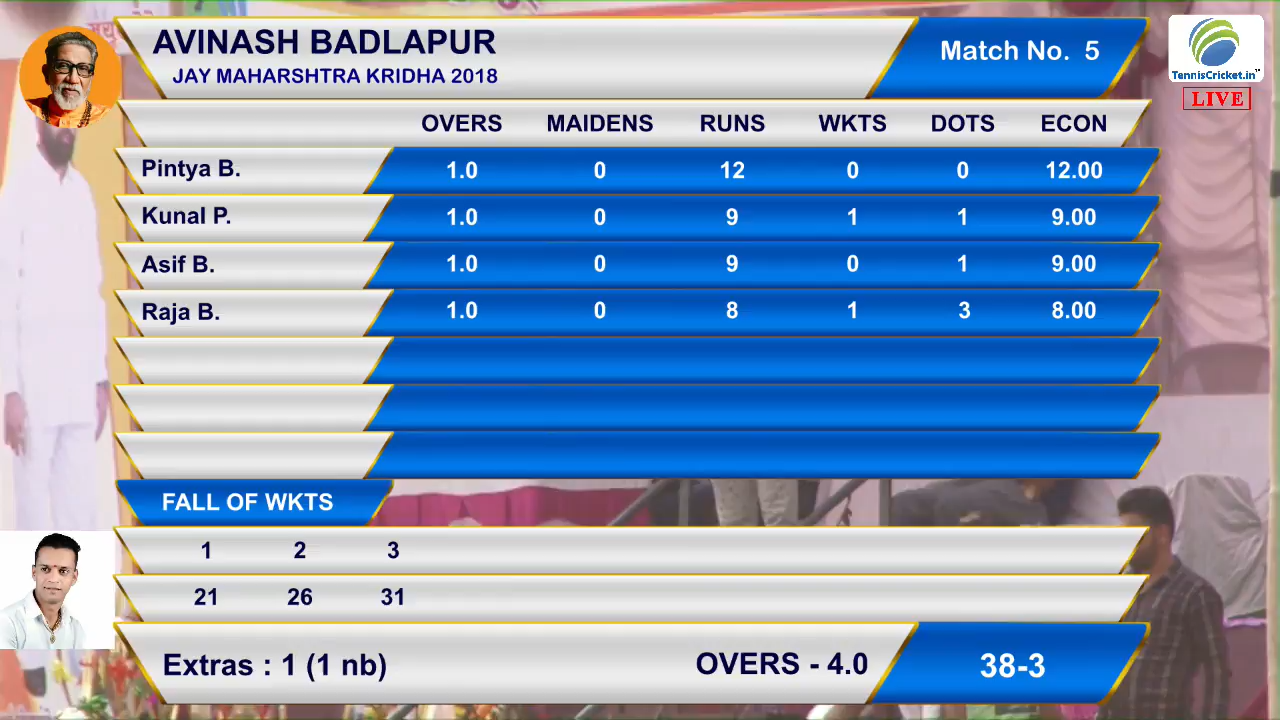 AVINASH BADLAPUR
JAY MAHARSHTRA KRIDHA 2018
Match No. 5
TennisCricket.in™
LIVE
OVERS MAIDENS RUNS WKTS DOTS ECON
Pintya B. 1.0 0 12 0 0 12.00
Kunal P. 1.0 0 9 1 1 9.00
Asif B. 1.0 0 9 0 1 9.00
Raja B. 1.0 0 8 1 3 8.00
FALL OF WKTS
1 2 3
21 26 31
Extras : 1 (1 nb) OVERS - 4.0 38-3